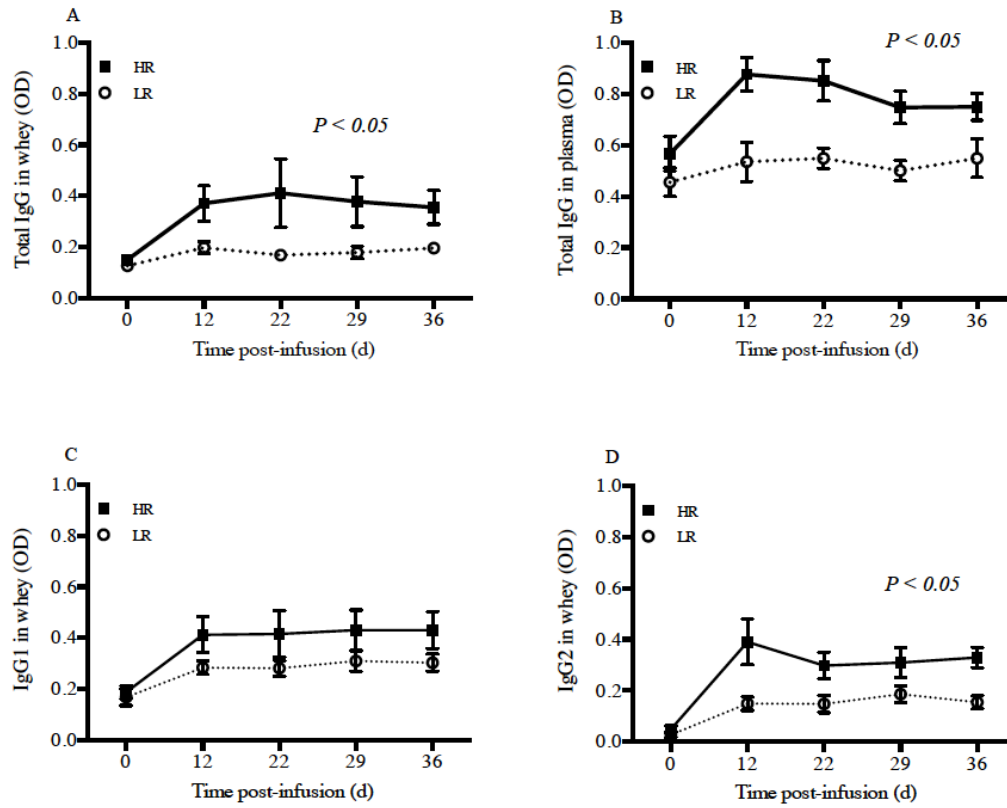 A
Total IgG in whey (OD)
1.0
0.8
0.6
0.4
0.2
0.0
HR
LR
P < 0.05
0 12 22 29 36
Time post-infusion (d)
B
Total IgG in plasma (OD)
1.0
0.8
0.6
0.4
0.2
0.0
HR
LR
P < 0.05
0 12 22 29 36
Time post-infusion (d)
C
IgG1 in whey (OD)
1.0
0.8
0.6
0.4
0.2
0.0
HR
LR
0 12 22 29 36
Time post-infusion (d)
D
IgG2 in whey (OD)
1.0
0.8
0.6
0.4
0.2
0.0
HR
LR
P < 0.05
0 12 22 29 36
Time post-infusion (d)